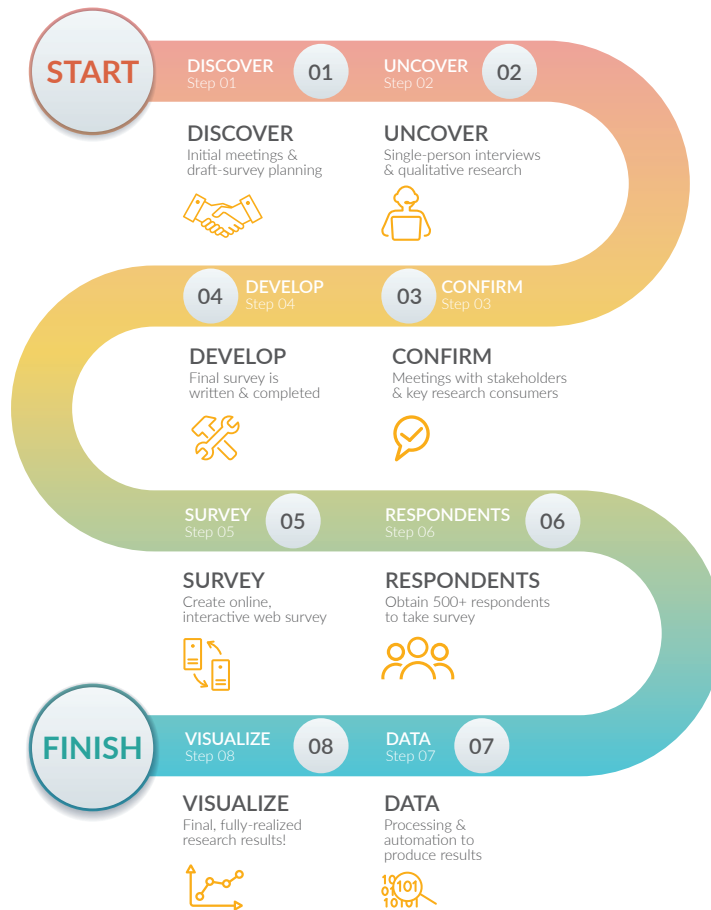 START
DISCOVER
Step 01
01
UNCOVER
Step 02
02
DISCOVER
Initial meetings &
draft-survey planning
UNCOVER
Single-person interviews
& qualitative research
04
DEVELOP
Step 04
03
CONFIRM
Step 03
DEVELOP
Final survey is
written & completed
CONFIRM
Meetings with stakeholders
& key research consumers
SURVEY
Step 05
05
RESPONDENTS
Step 06
06
SURVEY
Create online,
interactive web survey
RESPONDENTS
Obtain 500+ respondents
to take survey
FINISH
VISUALIZE
Step 08
08
DATA
Step 07
07
VISUALIZE
Final, fully-realized
research results!
DATA
Processing &
automation to
produce results
101